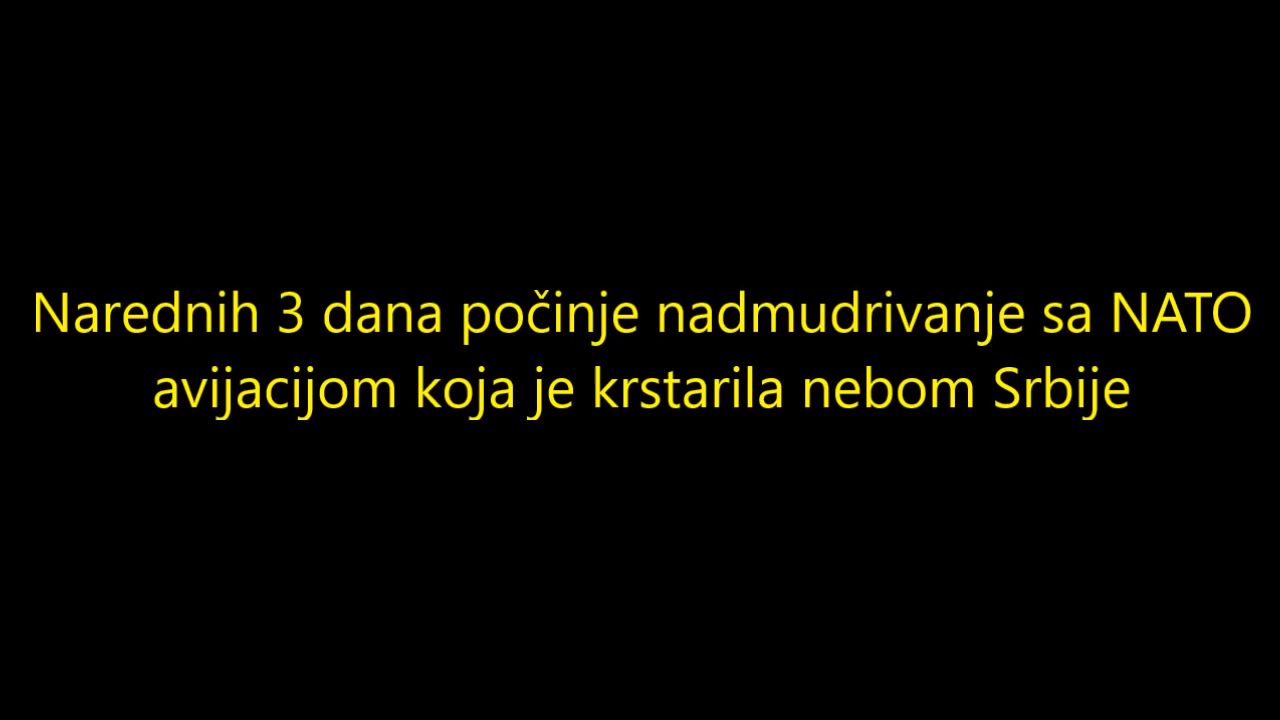 Narednih 3 dana počinje nadmudrivanje sa NATO
avijacijom koja je krstarila nebom Srbije